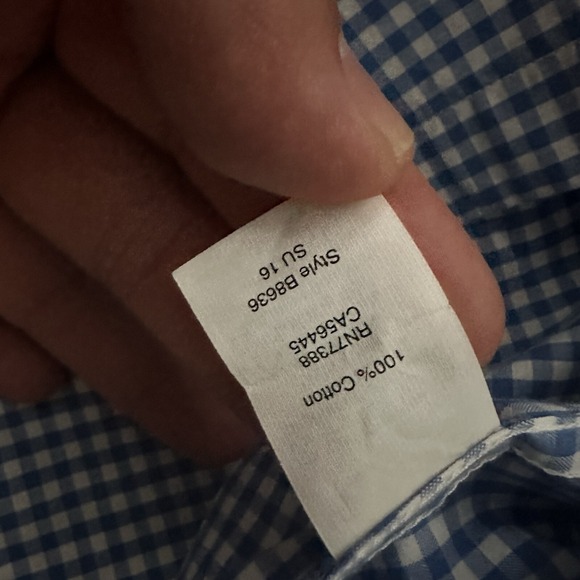 100% Cotton
RN77388
CA56445
Style B8636
SU 16